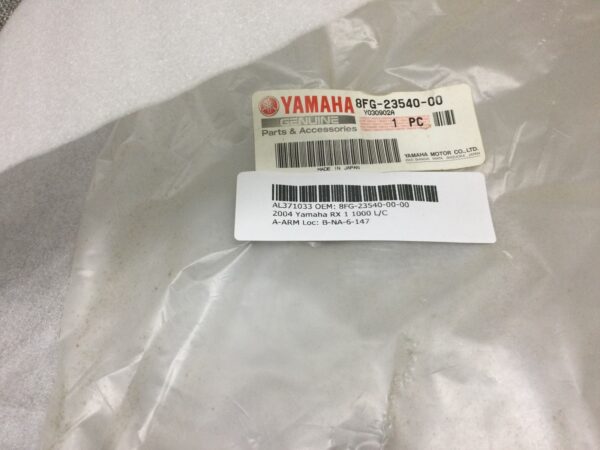 YAMAHA 8FG-23540-00
Y030902A
GENUINE
Parts & Accessories
1 PC
MADE IN JAPAN
YAMAHA MOTOR CO., LTD.
AL371033 OEM: 8FG-23540-00-00
2004 Yamaha RX 1 1000 L/C
A-ARM Loc: B-NA-6-147